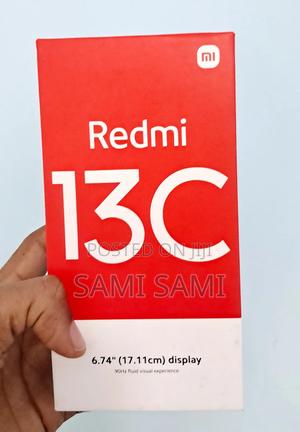 mi
Redmi
13C
POSTED ON JIJI
SAMI SAMI
6.74" (17.11cm) display
90Hz fluid visual experience